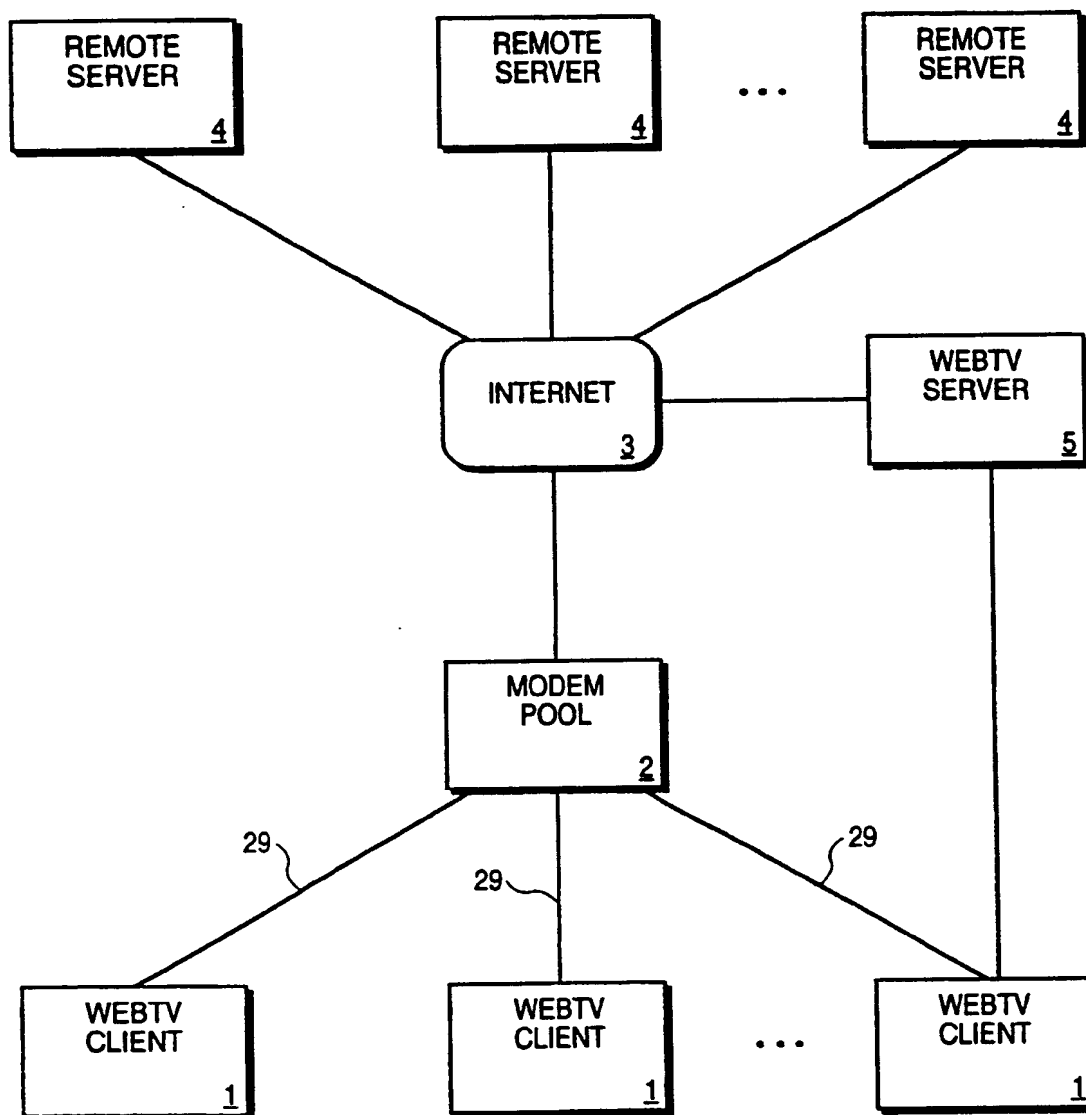 REMOTE
SERVER
4
REMOTE
SERVER
4
...
REMOTE
SERVER
4
INTERNET
3
WEBTV
SERVER
5
MODEM
POOL
2
29
29
29
WEBTV
CLIENT
1
WEBTV
CLIENT
1
...
WEBTV
CLIENT
1